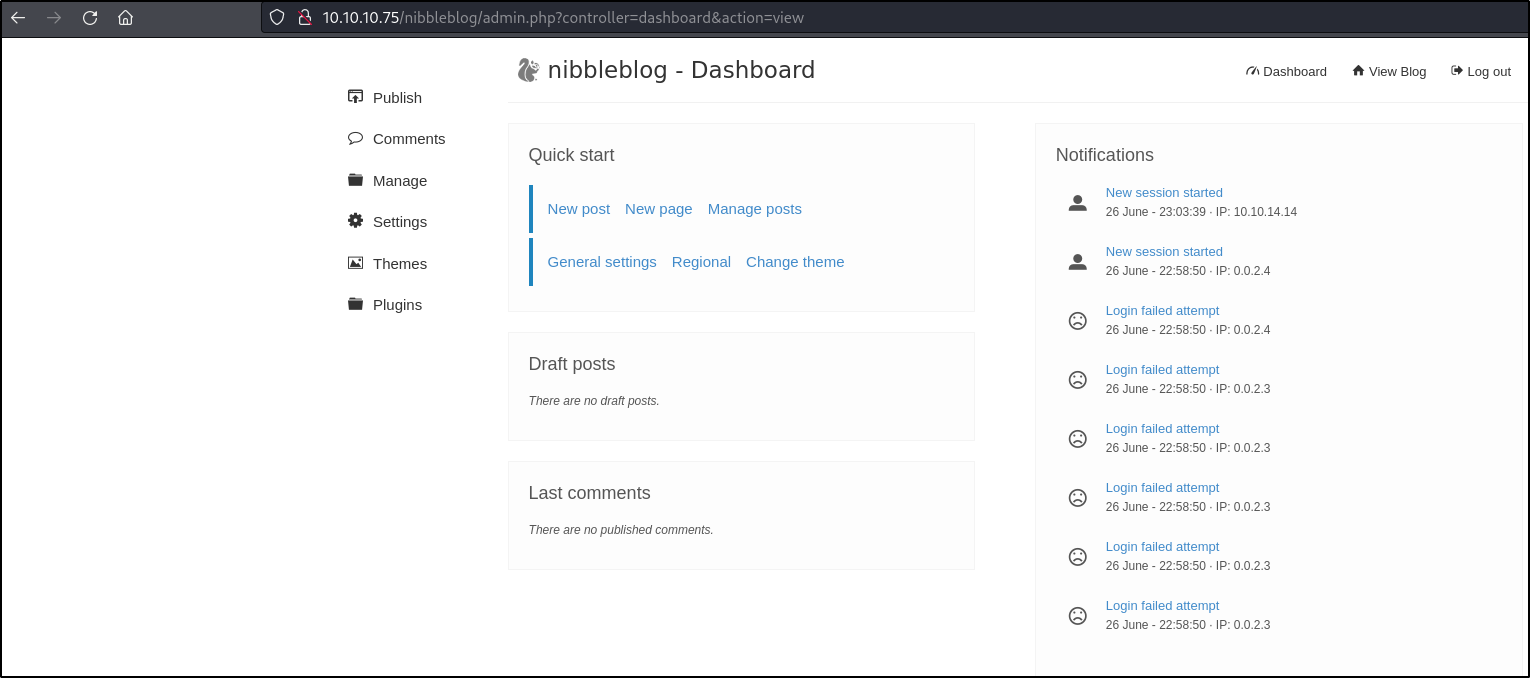 10.10.10.75/nibbleblog/admin.php?controller=dashboard&action=view
nibbleblog - Dashboard
Dashboard View Blog Log out
Publish
Comments
Manage
Settings
Themes
Plugins
Quick start
New post New page Manage posts
General settings Regional Change theme
Draft posts
There are no draft posts.
Last comments
There are no published comments.
Notifications
New session started
26 June - 23:03:39 · IP: 10.10.14.14
New session started
26 June - 22:58:50 · IP: 0.0.2.4
Login failed attempt
26 June - 22:58:50 · IP: 0.0.2.4
Login failed attempt
26 June - 22:58:50 · IP: 0.0.2.3
Login failed attempt
26 June - 22:58:50 · IP: 0.0.2.3
Login failed attempt
26 June - 22:58:50 · IP: 0.0.2.3
Login failed attempt
26 June - 22:58:50 · IP: 0.0.2.3
Login failed attempt
26 June - 22:58:50 · IP: 0.0.2.3